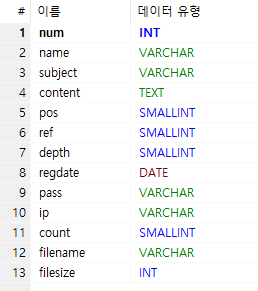 # 이름 데이터 유형
1 num INT
2 name VARCHAR
3 subject VARCHAR
4 content TEXT
5 pos SMALLINT
6 ref SMALLINT
7 depth SMALLINT
8 regdate DATE
9 pass VARCHAR
10 ip VARCHAR
11 count SMALLINT
12 filename VARCHAR
13 filesize INT